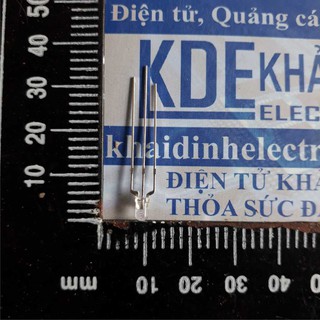 Điện tử, Quảng cá
KDE KHẢ
ELEC
khaidinhelectr
ĐIỆN TỬ KHA
THỎA SỨC Đ
50
40
30
20
10
mm 10 20 30 40 50